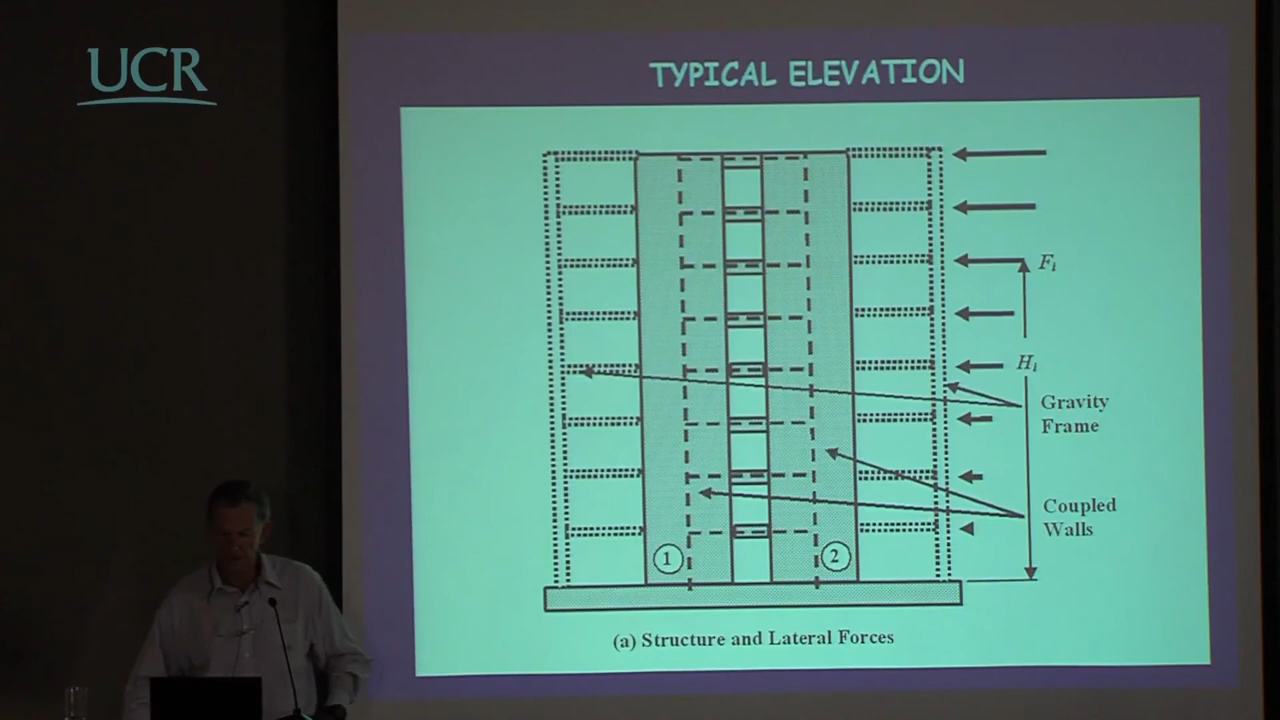 UCR
TYPICAL ELEVATION
Fi
Hi
Gravity
Frame
Coupled
Walls
1
2
(a) Structure and Lateral Forces